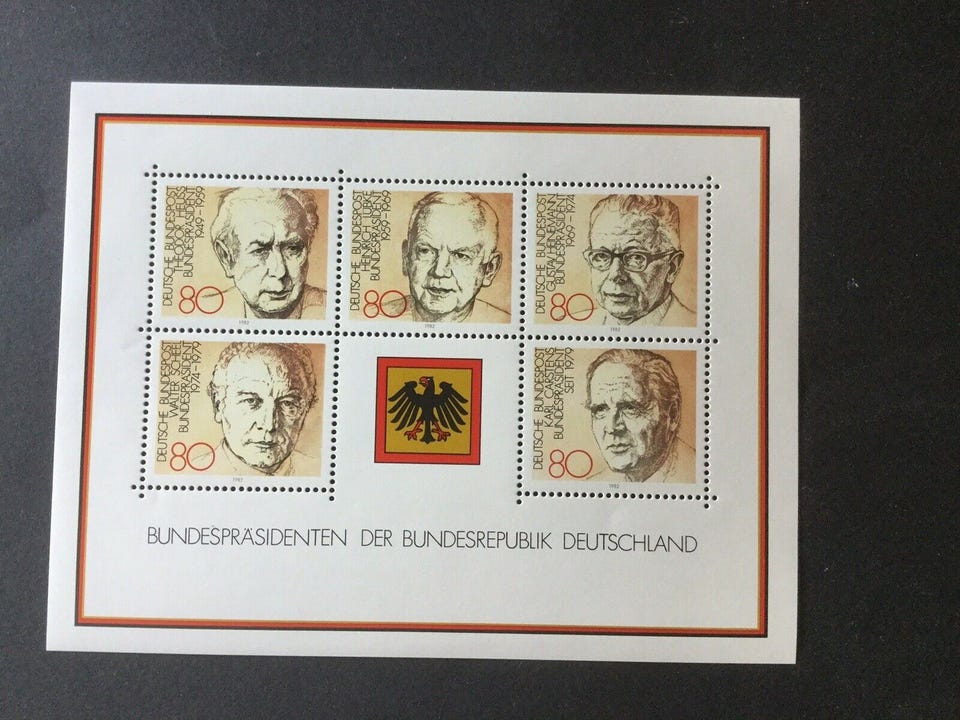 DEUTSCHE BUNDESPOST
THEODOR HEUSS
BUNDESPRÄSIDENT
1949-1959
80
1982
DEUTSCHE BUNDESPOST
HEINRICH LÜBKE
BUNDESPRÄSIDENT
1959-1969
80
1982
DEUTSCHE BUNDESPOST
GUSTAV HEINEMANN
BUNDESPRÄSIDENT
1969-1974
80
1982
DEUTSCHE BUNDESPOST
WALTER SCHEEL
BUNDESPRÄSIDENT
1974-1979
80
1982
DEUTSCHE BUNDESPOST
KARL CARSTENS
BUNDESPRÄSIDENT
SEIT 1979
80
1982
BUNDESPRÄSIDENTEN DER BUNDESREPUBLIK DEUTSCHLAND